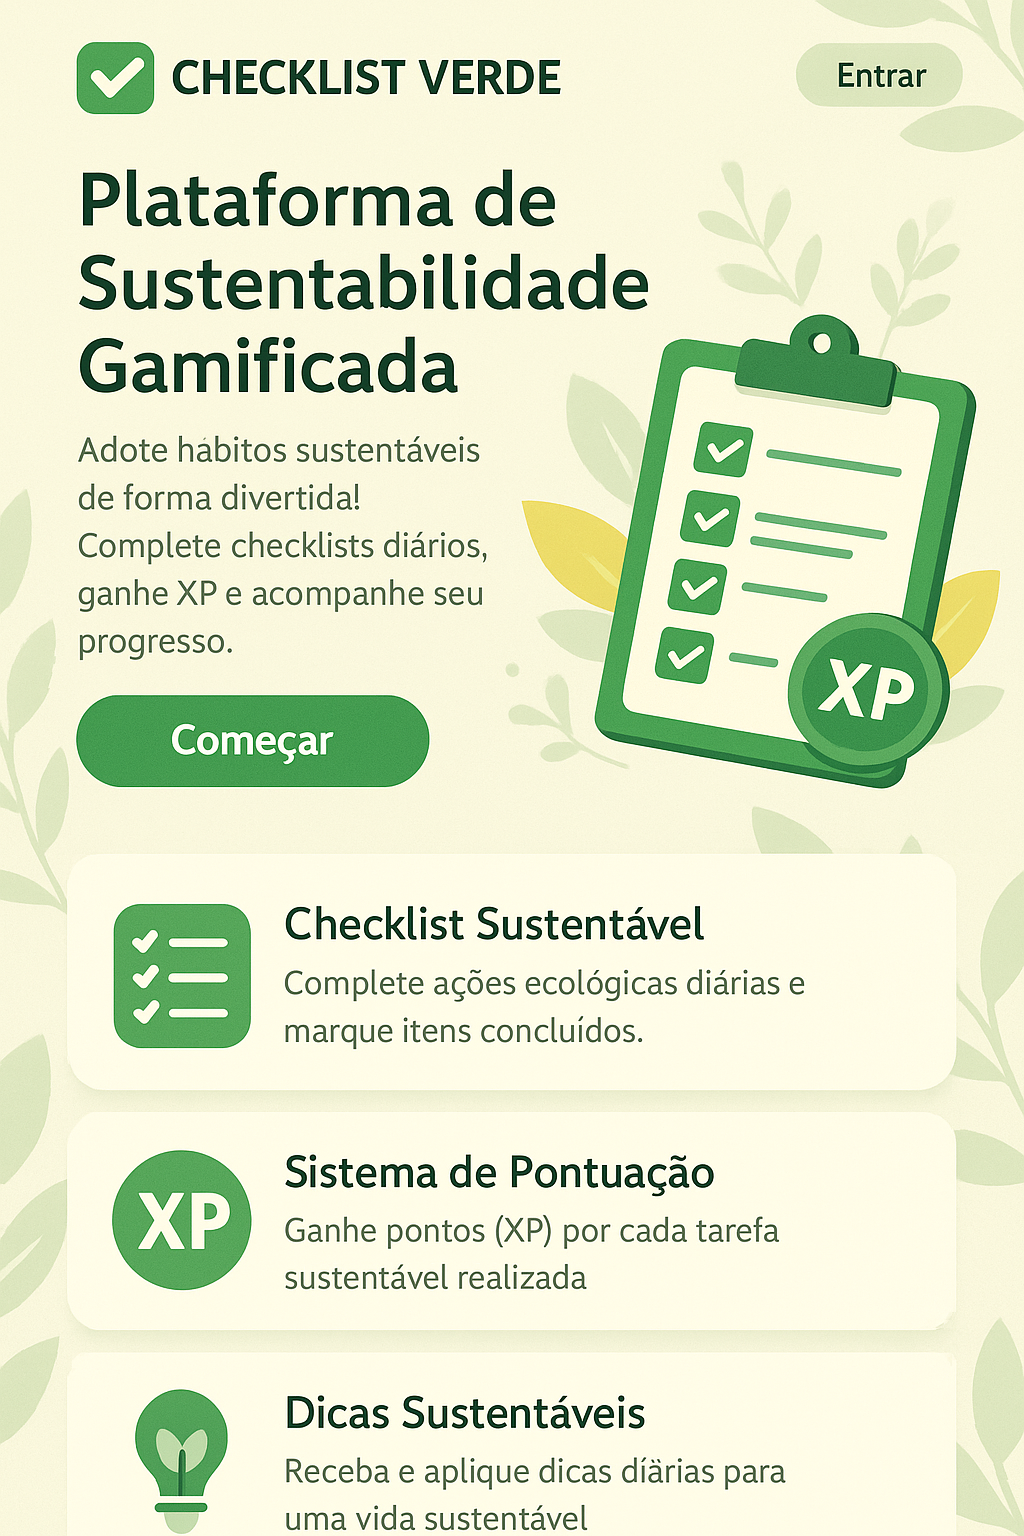 CHECKLIST VERDE
Entrar
Plataforma de
Sustentabilidade
Gamificada
Adote hábitos sustentáveis
de forma divertida!
Complete checklists diários,
ganhe XP e acompanhe seu
progresso.
XP
Começar
Checklist Sustentável
Complete ações ecológicas diárias e
marque itens concluídos.
XP
Sistema de Pontuação
Ganhe pontos (XP) por cada tarefa
sustentável realizada
Dicas Sustentáveis
Receba e aplique dicas díärias para
uma vida sustentável